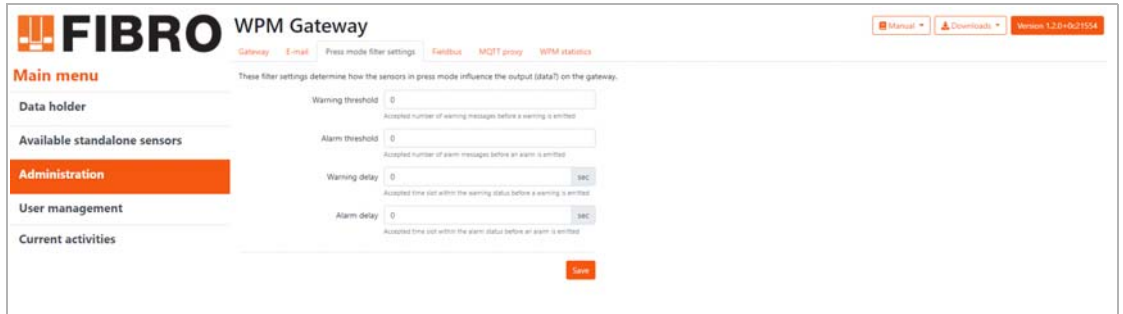 FIBRO
WPM Gateway
Manual
Downloads
Version 1.2.0+0c21554
Gateway
E-mail
Press mode filter settings
Fieldbus
MQTT proxy
WPM statistics
Main menu
Data holder
Available standalone sensors
Administration
User management
Current activities
These filter settings determine how the sensors in press mode influence the output (data?) on the gateway.
Warning threshold 0
Accepted number of warning messages before a warning is emitted
Alarm threshold 0
Accepted number of alarm messages before an alarm is emitted
Warning delay 0 sec
Accepted time slot within the warning status before a warning is emitted
Alarm delay 0 sec
Accepted time slot within the alarm status before an alarm is emitted
Save